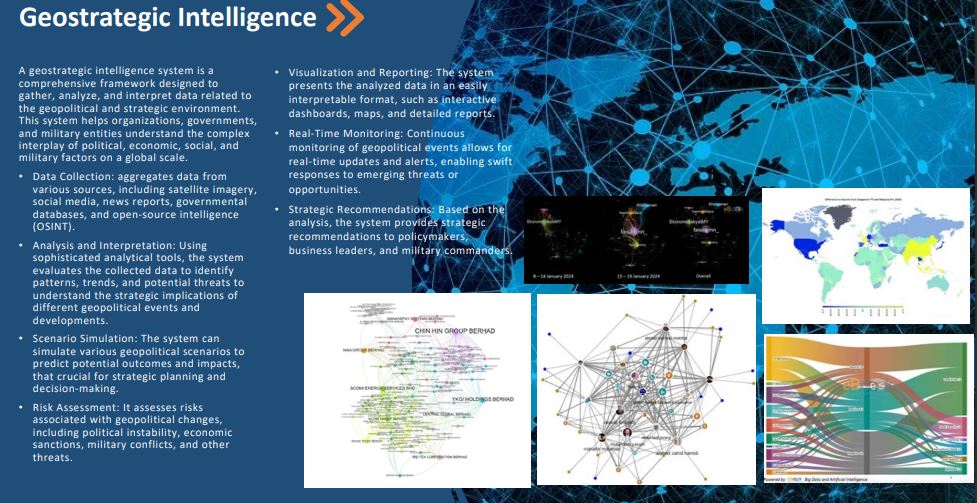 Geostrategic Intelligence
A geostrategic intelligence system is a
comprehensive framework designed to
gather, analyze, and interpret data related to
the geopolitical and strategic environment.
This system helps organizations, governments,
and military entities understand the complex
interplay of political, economic, social, and
military factors on a global scale.
• Data Collection: aggregates data from
various sources, including satellite imagery,
social media, news reports, governmental
databases, and open-source intelligence
(OSINT).
• Analysis and Interpretation: Using
sophisticated analytical tools, the system
evaluates the collected data to identify
patterns, trends, and potential threats to
understand the strategic implications of
different geopolitical events and
developments.
• Scenario Simulation: The system can
simulate various geopolitical scenarios to
predict potential outcomes and impacts,
that crucial for strategic planning and
decision-making.
• Risk Assessment: It assesses risks
associated with geopolitical changes,
including political instability, economic
sanctions, military conflicts, and other
threats.
• Visualization and Reporting: The system
presents the analyzed data in an easily
interpretable format, such as interactive
dashboards, maps, and detailed reports.
• Real-Time Monitoring: Continuous
monitoring of geopolitical events allows for
real-time updates and alerts, enabling swift
responses to emerging threats or
opportunities.
• Strategic Recommendations: Based on the
analysis, the system provides strategic
recommendations to policymakers,
business leaders, and military commanders.
8 – 14 January 2024
15 – 19 January 2024
Overall
CHIN HIN GROUP BERHAD
YKGI HOLDINGS BERHAD
Big Data and Artificial Intelligence